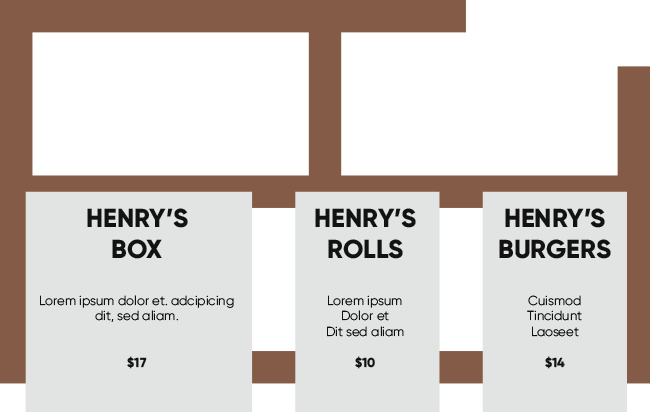 HENRY’S
BOX
Lorem ipsum dolor et. adcipicing
dit, sed aliam.
$17
HENRY’S
ROLLS
Lorem ipsum
Dolor et
Dit sed aliam
$10
HENRY’S
BURGERS
Cuismod
Tincidunt
Laoseet
$14